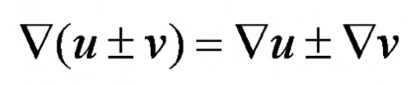 ∇(u ± v) = ∇u ± ∇v